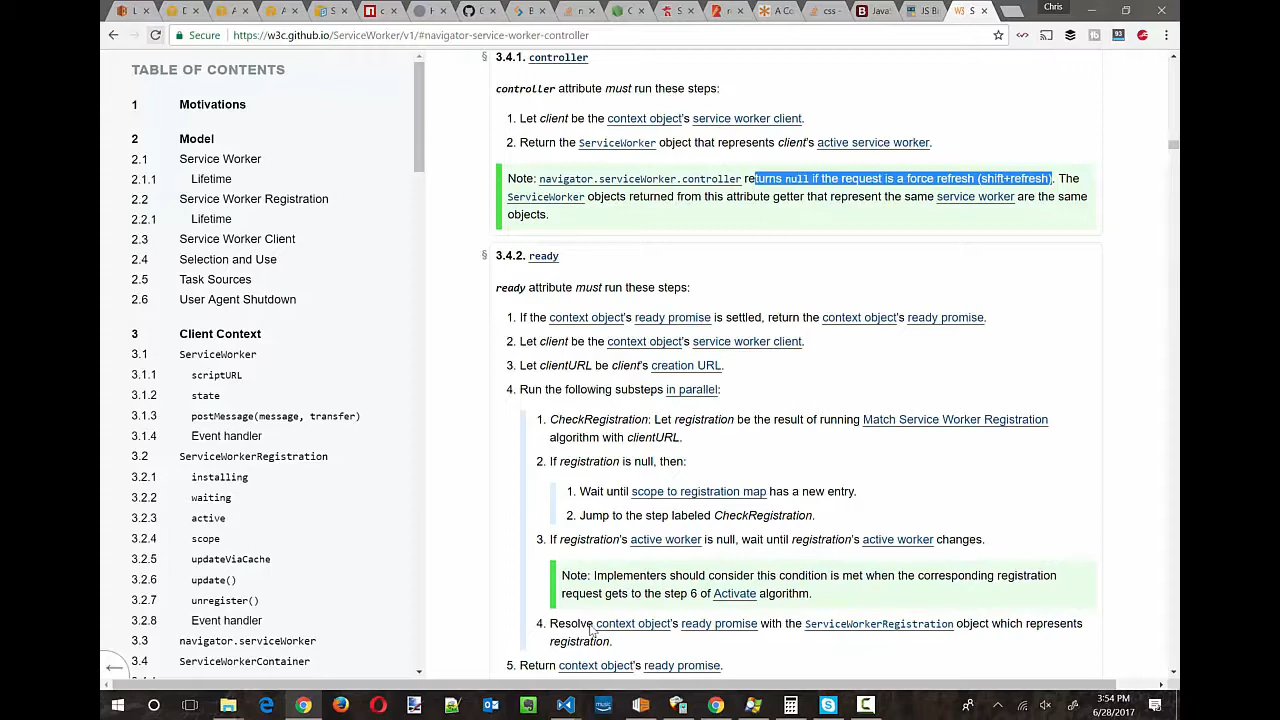 Chris
Secure
https://w3c.github.io/ServiceWorker/v1/#navigator-service-worker-controller
TABLE OF CONTENTS
1 Motivations
2 Model
2.1 Service Worker
2.1.1 Lifetime
2.2 Service Worker Registration
2.2.1 Lifetime
2.3 Service Worker Client
2.4 Selection and Use
2.5 Task Sources
2.6 User Agent Shutdown
3 Client Context
3.1 ServiceWorker
3.1.1 scriptURL
3.1.2 state
3.1.3 postMessage(message, transfer)
3.1.4 Event handler
3.2 ServiceWorkerRegistration
3.2.1 installing
3.2.2 waiting
3.2.3 active
3.2.4 scope
3.2.5 updateViaCache
3.2.6 update()
3.2.7 unregister()
3.2.8 Event handler
3.3 navigator.serviceWorker
3.4 ServiceWorkerContainer
§ 3.4.1. controller
controller attribute must run these steps:
1. Let client be the context object's service worker client.
2. Return the ServiceWorker object that represents client's active service worker.
Note: navigator.serviceWorker.controller returns null if the request is a force refresh (shift+refresh). The
ServiceWorker objects returned from this attribute getter that represent the same service worker are the same
objects.
§ 3.4.2. ready
ready attribute must run these steps:
1. If the context object's ready promise is settled, return the context object's ready promise.
2. Let client be the context object's service worker client.
3. Let clientURL be client's creation URL.
4. Run the following substeps in parallel:
1. CheckRegistration: Let registration be the result of running Match Service Worker Registration
algorithm with clientURL.
2. If registration is null, then:
1. Wait until scope to registration map has a new entry.
2. Jump to the step labeled CheckRegistration.
3. If registration's active worker is null, wait until registration's active worker changes.
Note: Implementers should consider this condition is met when the corresponding registration
request gets to the step 6 of Activate algorithm.
4. Resolve context object's ready promise with the ServiceWorkerRegistration object which represents
registration.
5. Return context object's ready promise.
3:54 PM
6/28/2017